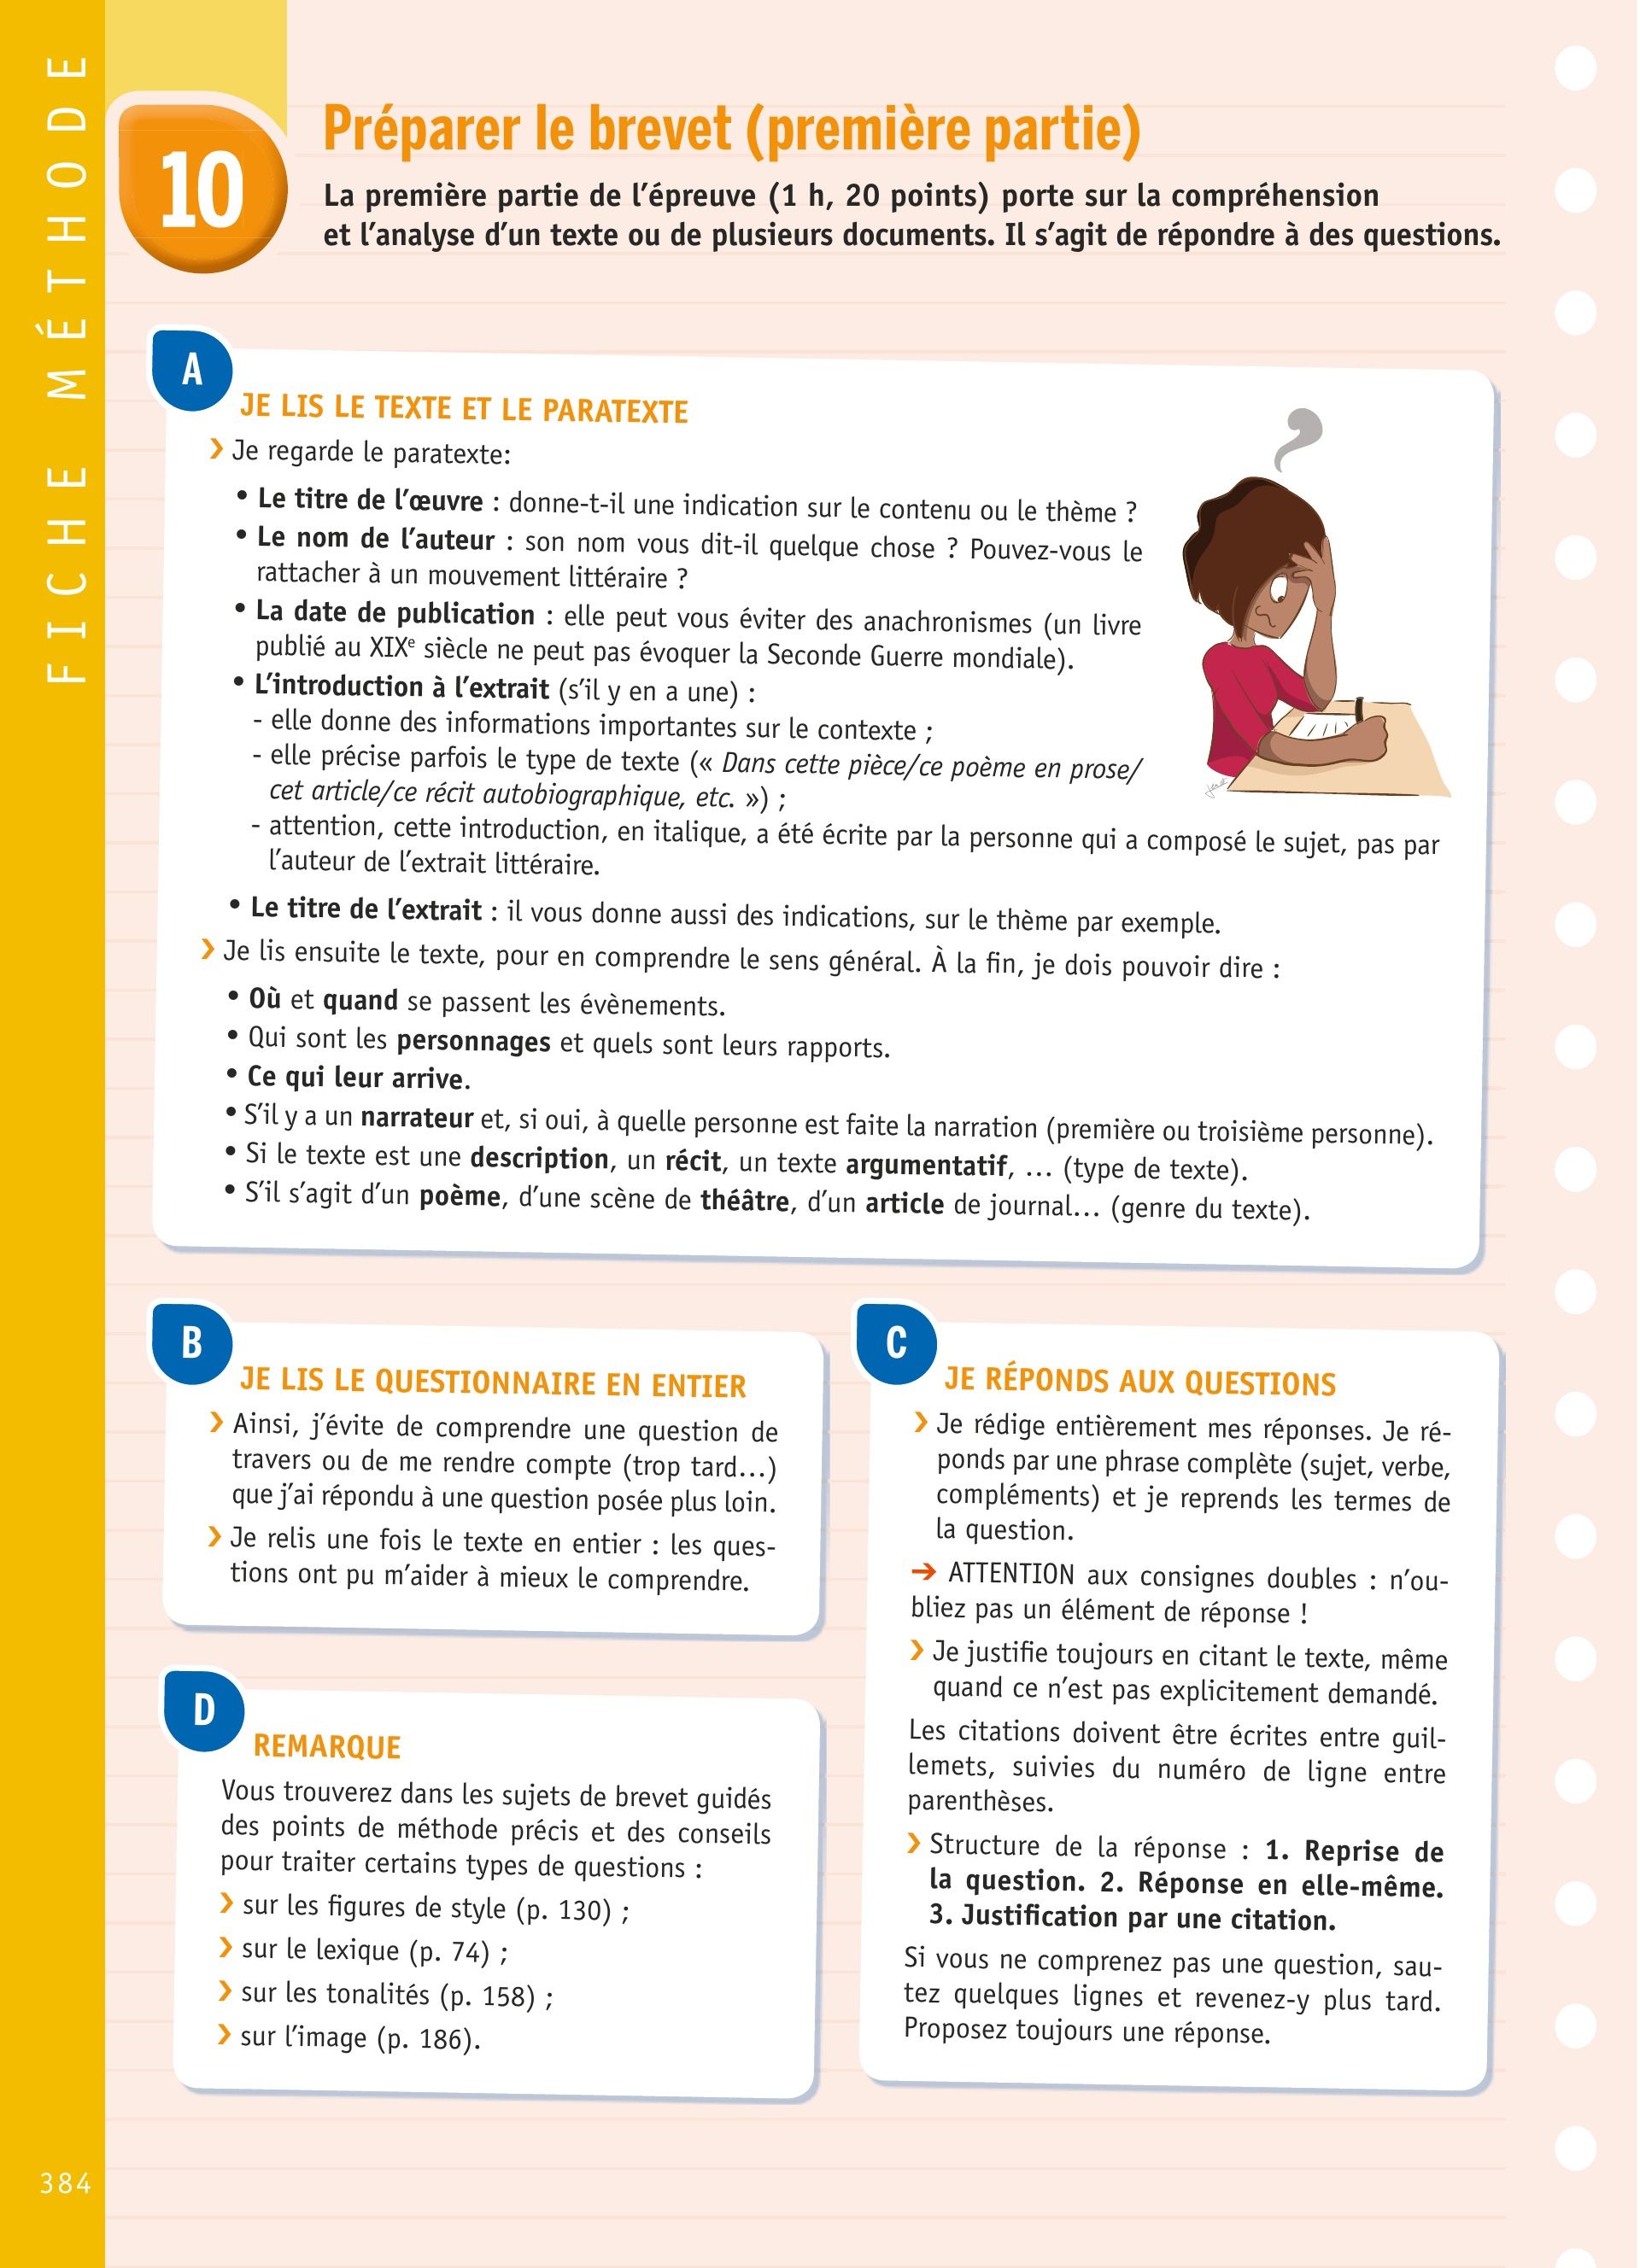 FICHE MÉTHODE
10
Préparer le brevet (première partie)
La première partie de l'épreuve (1 h, 20 points) porte sur la compréhension
et l'analyse d'un texte ou de plusieurs documents. Il s'agit de répondre à des questions.
A
JE LIS LE TEXTE ET LE PARATEXTE
❯ Je regarde le paratexte:
• Le titre de l'œuvre : donne-t-il une indication sur le contenu ou le thème ?
• Le nom de l'auteur : son nom vous dit-il quelque chose ? Pouvez-vous le
rattacher à un mouvement littéraire ?
• La date de publication : elle peut vous éviter des anachronismes (un livre
publié au XIXe siècle ne peut pas évoquer la Seconde Guerre mondiale).
• L'introduction à l'extrait (s'il y en a une) :
- elle donne des informations importantes sur le contexte ;
- elle précise parfois le type de texte (« Dans cette pièce/ce poème en prose/
cet article/ce récit autobiographique, etc. ») ;
- attention, cette introduction, en italique, a été écrite par la personne qui a composé le sujet, pas par
l'auteur de l'extrait littéraire.
• Le titre de l'extrait : il vous donne aussi des indications, sur le thème par exemple.
❯ Je lis ensuite le texte, pour en comprendre le sens général. À la fin, je dois pouvoir dire :
• Où et quand se passent les évènements.
• Qui sont les personnages et quels sont leurs rapports.
• Ce qui leur arrive.
• S'il y a un narrateur et, si oui, à quelle personne est faite la narration (première ou troisième personne).
• Si le texte est une description, un récit, un texte argumentatif, … (type de texte).
• S'il s'agit d'un poème, d'une scène de théâtre, d'un article de journal… (genre du texte).
B
JE LIS LE QUESTIONNAIRE EN ENTIER
❯ Ainsi, j'évite de comprendre une question de
travers ou de me rendre compte (trop tard…)
que j'ai répondu à une question posée plus loin.
❯ Je relis une fois le texte en entier : les ques-
tions ont pu m'aider à mieux le comprendre.
C
JE RÉPONDS AUX QUESTIONS
❯ Je rédige entièrement mes réponses. Je ré-
ponds par une phrase complète (sujet, verbe,
compléments) et je reprends les termes de
la question.
➔ ATTENTION aux consignes doubles : n'ou-
bliez pas un élément de réponse !
❯ Je justifie toujours en citant le texte, même
quand ce n'est pas explicitement demandé.
Les citations doivent être écrites entre guil-
lemets, suivies du numéro de ligne entre
parenthèses.
❯ Structure de la réponse : 1. Reprise de
la question. 2. Réponse en elle-même.
3. Justification par une citation.
Si vous ne comprenez pas une question, sau-
tez quelques lignes et revenez-y plus tard.
Proposez toujours une réponse.
D
REMARQUE
Vous trouverez dans les sujets de brevet guidés
des points de méthode précis et des conseils
pour traiter certains types de questions :
❯ sur les figures de style (p. 130) ;
❯ sur le lexique (p. 74) ;
❯ sur les tonalités (p. 158) ;
❯ sur l'image (p. 186).
384